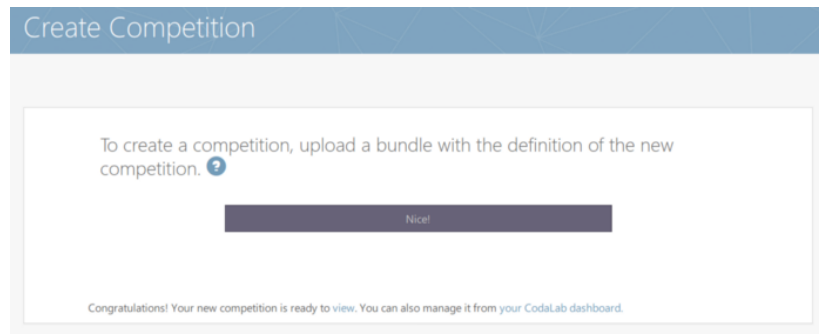 Create Competition
To create a competition, upload a bundle with the definition of the new
competition. ?
Nice!
Congratulations! Your new competition is ready to view. You can also manage it from your CodaLab dashboard.